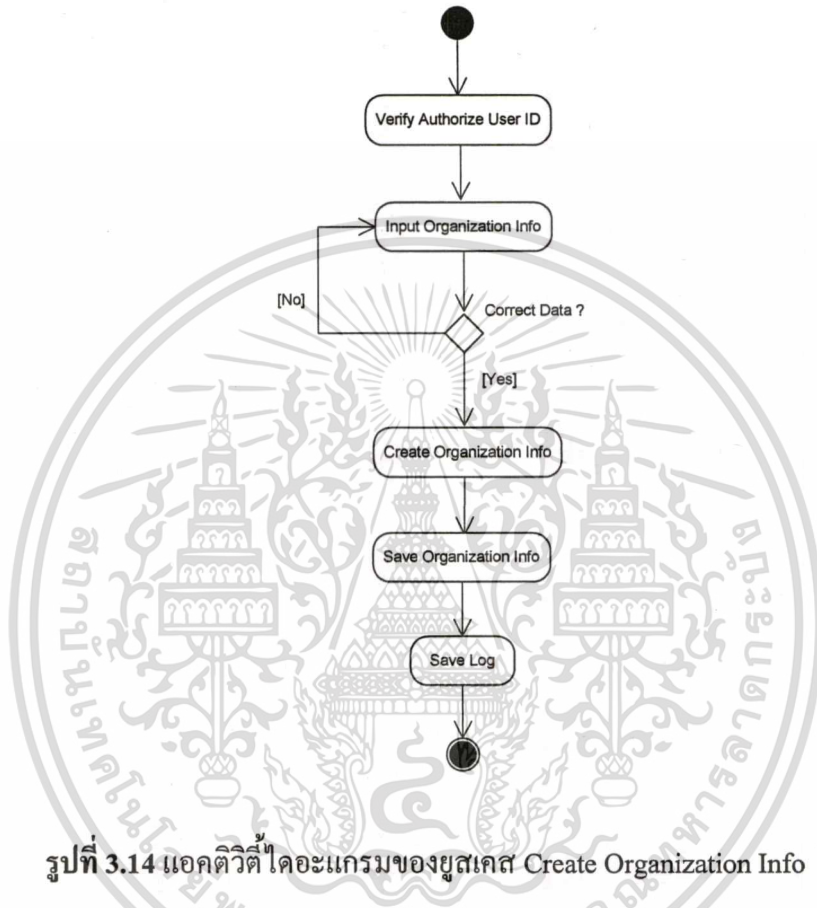 Verify Authorize User ID
Input Organization Info
[No]
Correct Data ?
[Yes]
Create Organization Info
Save Organization Info
Save Log
รูปที่ 3.14 แอคติวิตี้ไดอะแกรมของยูสเคส Create Organization Info